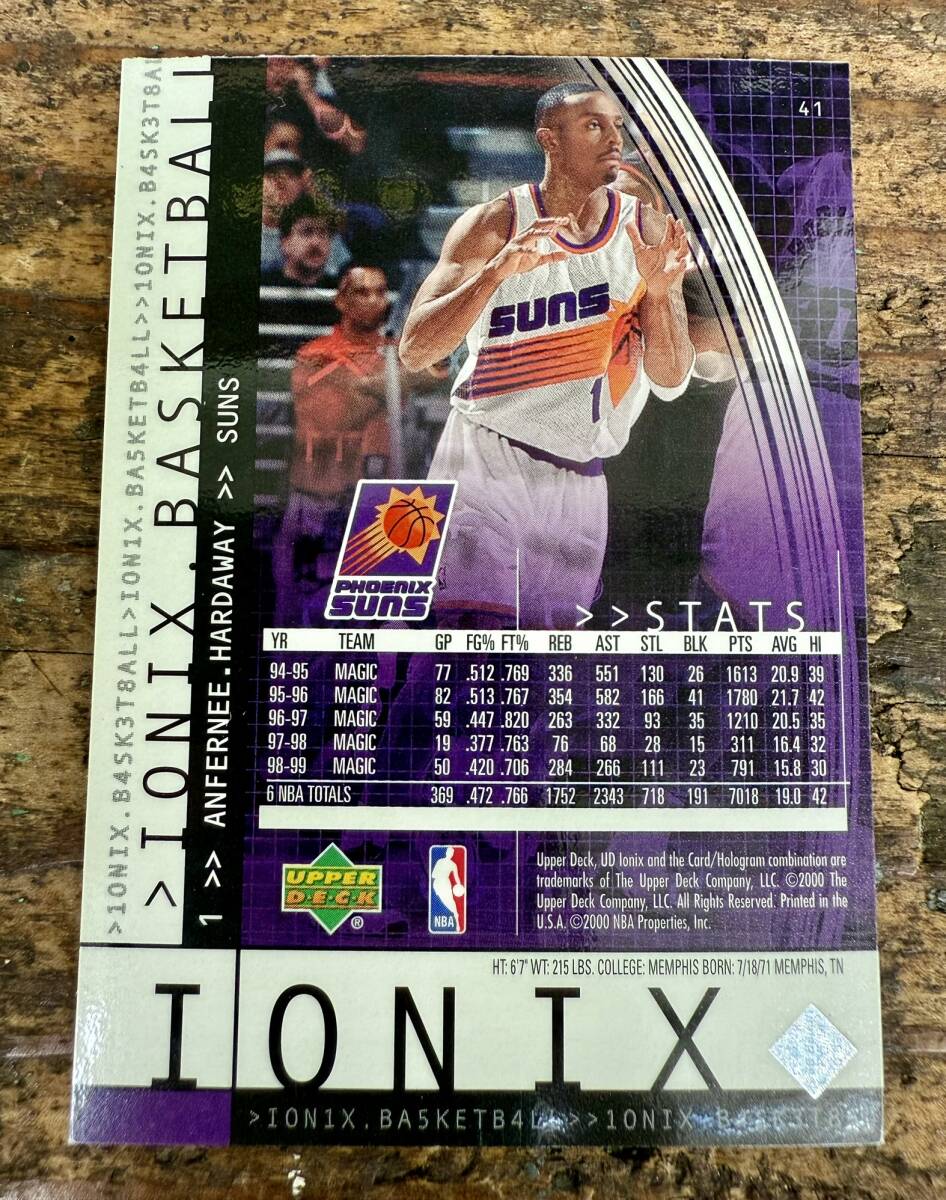 41
>1ONIX.B4SK3T8ALL>ION1X.BA5KETB4LL>>1ONIX.B4SK3T8AL
> IONIX.BASKETBALL
1 >> ANFERNEE.HARDAWAY >> SUNS
SUNS
1
PHOENIX
SUNS
>>STATS
YR TEAM GP FG% FT% REB AST STL BLK PTS AVG HI
94-95 MAGIC 77 .512 .769 336 551 130 26 1613 20.9 39
95-96 MAGIC 82 .513 .767 354 582 166 41 1780 21.7 42
96-97 MAGIC 59 .447 .820 263 332 93 35 1210 20.5 35
97-98 MAGIC 19 .377 .763 76 68 28 15 311 16.4 32
98-99 MAGIC 50 .420 .706 284 266 111 23 791 15.8 30
6 NBA TOTALS 369 .472 .766 1752 2343 718 191 7018 19.0 42
UPPER
DECK
®
NBA
Upper Deck, UD Ionix and the Card/Hologram combination are
trademarks of The Upper Deck Company, LLC. ©2000 The
Upper Deck Company, LLC. All Rights Reserved. Printed in the
U.S.A. ©2000 NBA Properties, Inc.
HT: 6'7" WT: 215 LBS. COLLEGE: MEMPHIS BORN: 7/18/71 MEMPHIS, TN
IONIX
>ION1X.BA5KETB4LL>>1ONIX